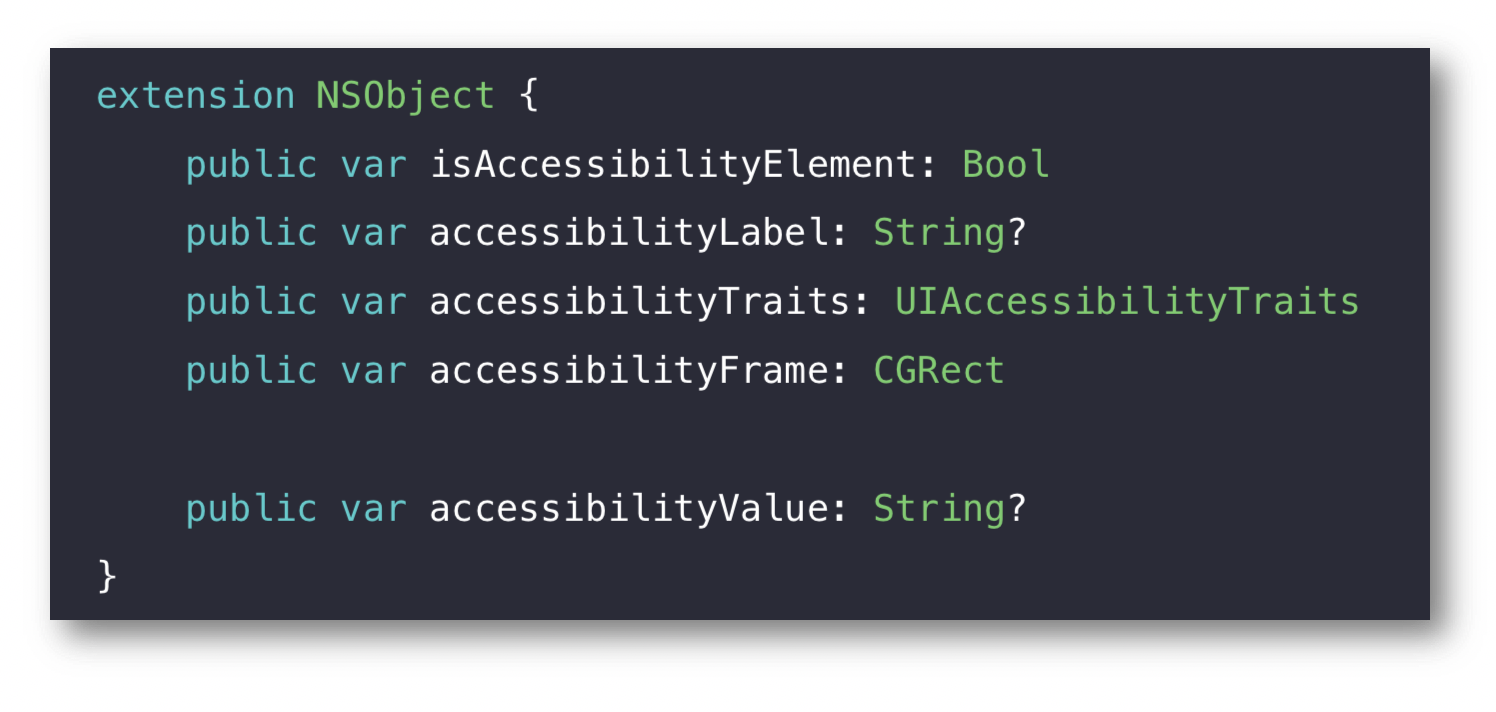 extension NSObject {
    public var isAccessibilityElement: Bool
    public var accessibilityLabel: String?
    public var accessibilityTraits: UIAccessibilityTraits
    public var accessibilityFrame: CGRect
    public var accessibilityValue: String?
}